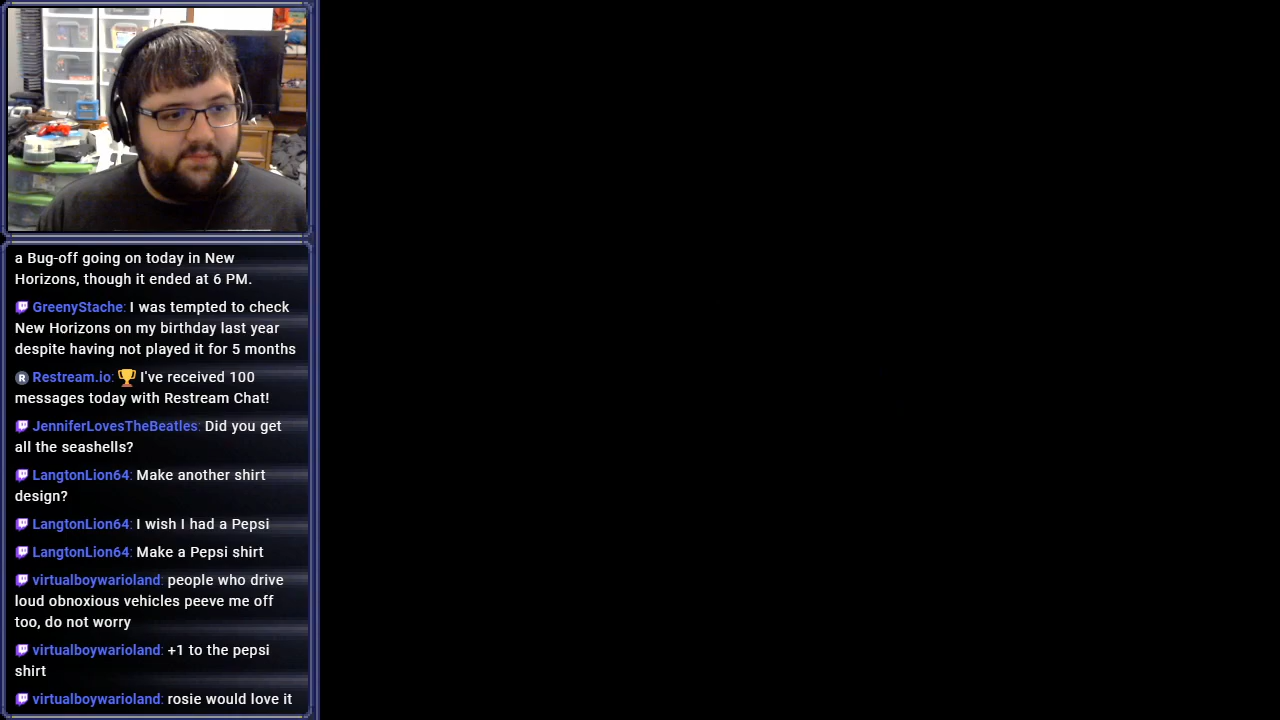 a Bug-off going on today in New
Horizons, though it ended at 6 PM.
GreenyStache: I was tempted to check
New Horizons on my birthday last year
despite having not played it for 5 months
R Restream.io: 🏆 I've received 100
messages today with Restream Chat!
JenniferLovesTheBeatles: Did you get
all the seashells?
LangtonLion64: Make another shirt
design?
LangtonLion64: I wish I had a Pepsi
LangtonLion64: Make a Pepsi shirt
virtualboywarioland: people who drive
loud obnoxious vehicles peeve me off
too, do not worry
virtualboywarioland: +1 to the pepsi
shirt
virtualboywarioland: rosie would love it